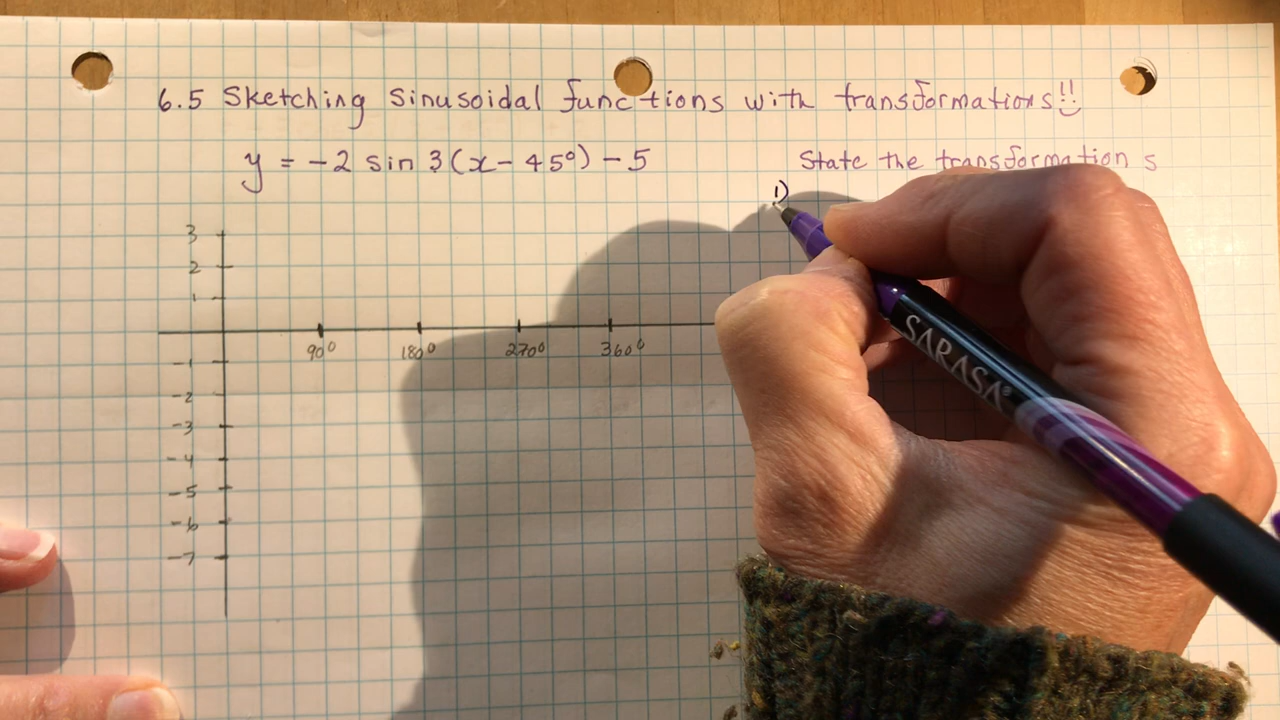 6.5 Sketching Sinusoidal functions with transformations!!
y = -2 sin 3(x - 45°) - 5
State the transformations
1)
3
2
1
90° 180° 270° 360°
-1
-2
-3
-4
-5
-6
-7
SARASA®